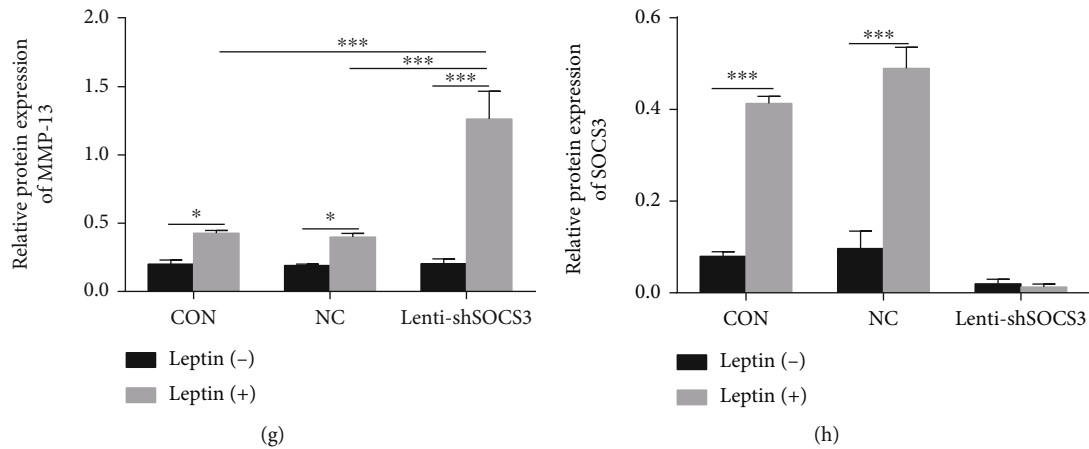 Relative protein expression
of MMP-13
2.0
1.5
1.0
0.5
0.0
***
***
***
*
*
CON
NC
Lenti-shSOCS3
Leptin (–)
Leptin (+)
(g)
Relative protein expression
of SOCS3
0.6
0.4
0.2
0.0
***
***
CON
NC
Lenti-shSOCS3
Leptin (–)
Leptin (+)
(h)